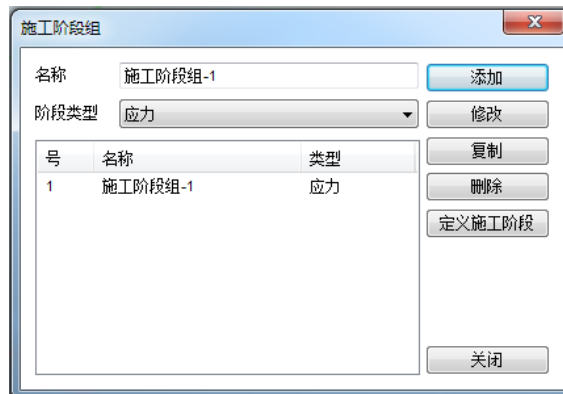 施工阶段组
名称 施工阶段组-1 添加
阶段类型 应力 修改
号 名称 类型 复制
1 施工阶段组-1 应力 删除
定义施工阶段
关闭